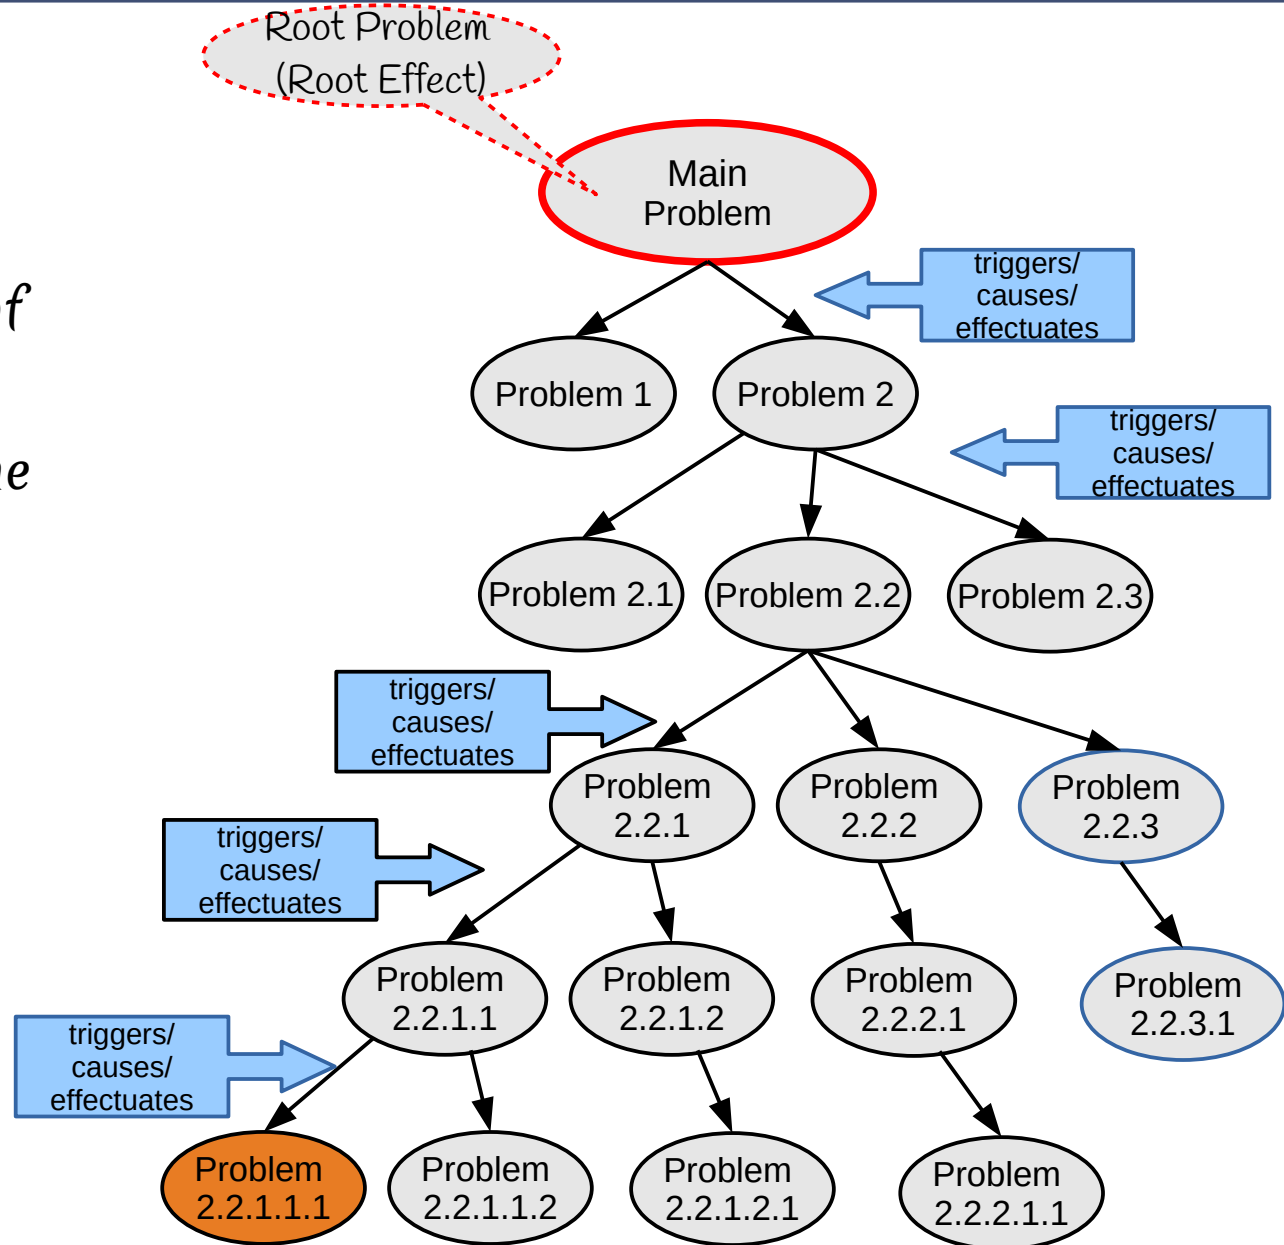 Root Problem
(Root Effect)
Main
Problem
triggers/
causes/
effectuates
of
Problem 1
Problem 2
triggers/
causes/
effectuates
Problem 2.1
Problem 2.2
Problem 2.3
triggers/
causes/
effectuates
Problem
2.2.1
Problem
2.2.2
Problem
2.2.3
triggers/
causes/
effectuates
Problem
2.2.1.1
Problem
2.2.1.2
Problem
2.2.2.1
Problem
2.2.3.1
triggers/
causes/
effectuates
Problem
2.2.1.1.1
Problem
2.2.1.1.2
Problem
2.2.1.2.1
Problem
2.2.2.1.1